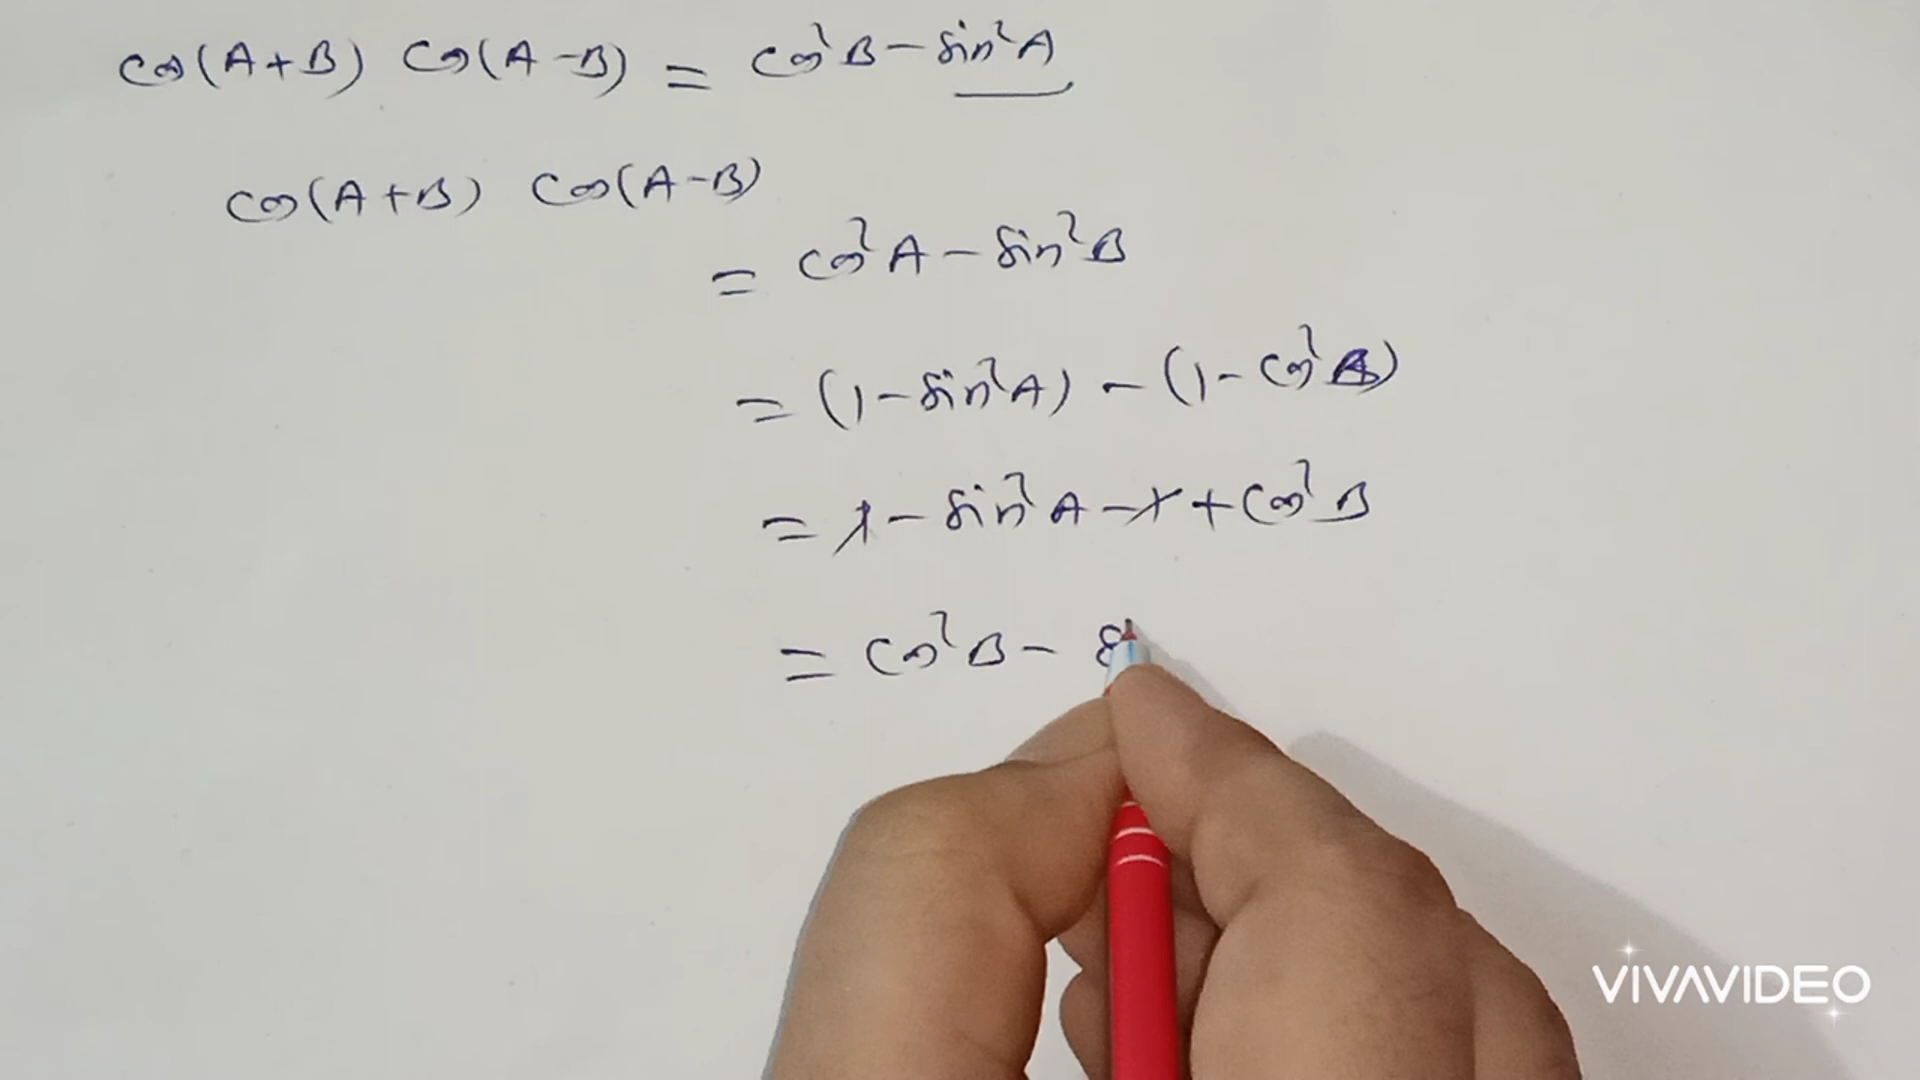 cos(A+B) cos(A-B) = cos²B - sin²A
cos(A+B) cos(A-B)
= cos²A - sin²B
= (1 - sin²A) - (1 - cos²B)
= 1 - sin²A - 1 + cos²B
= cos²B -
VIVAVIDEO